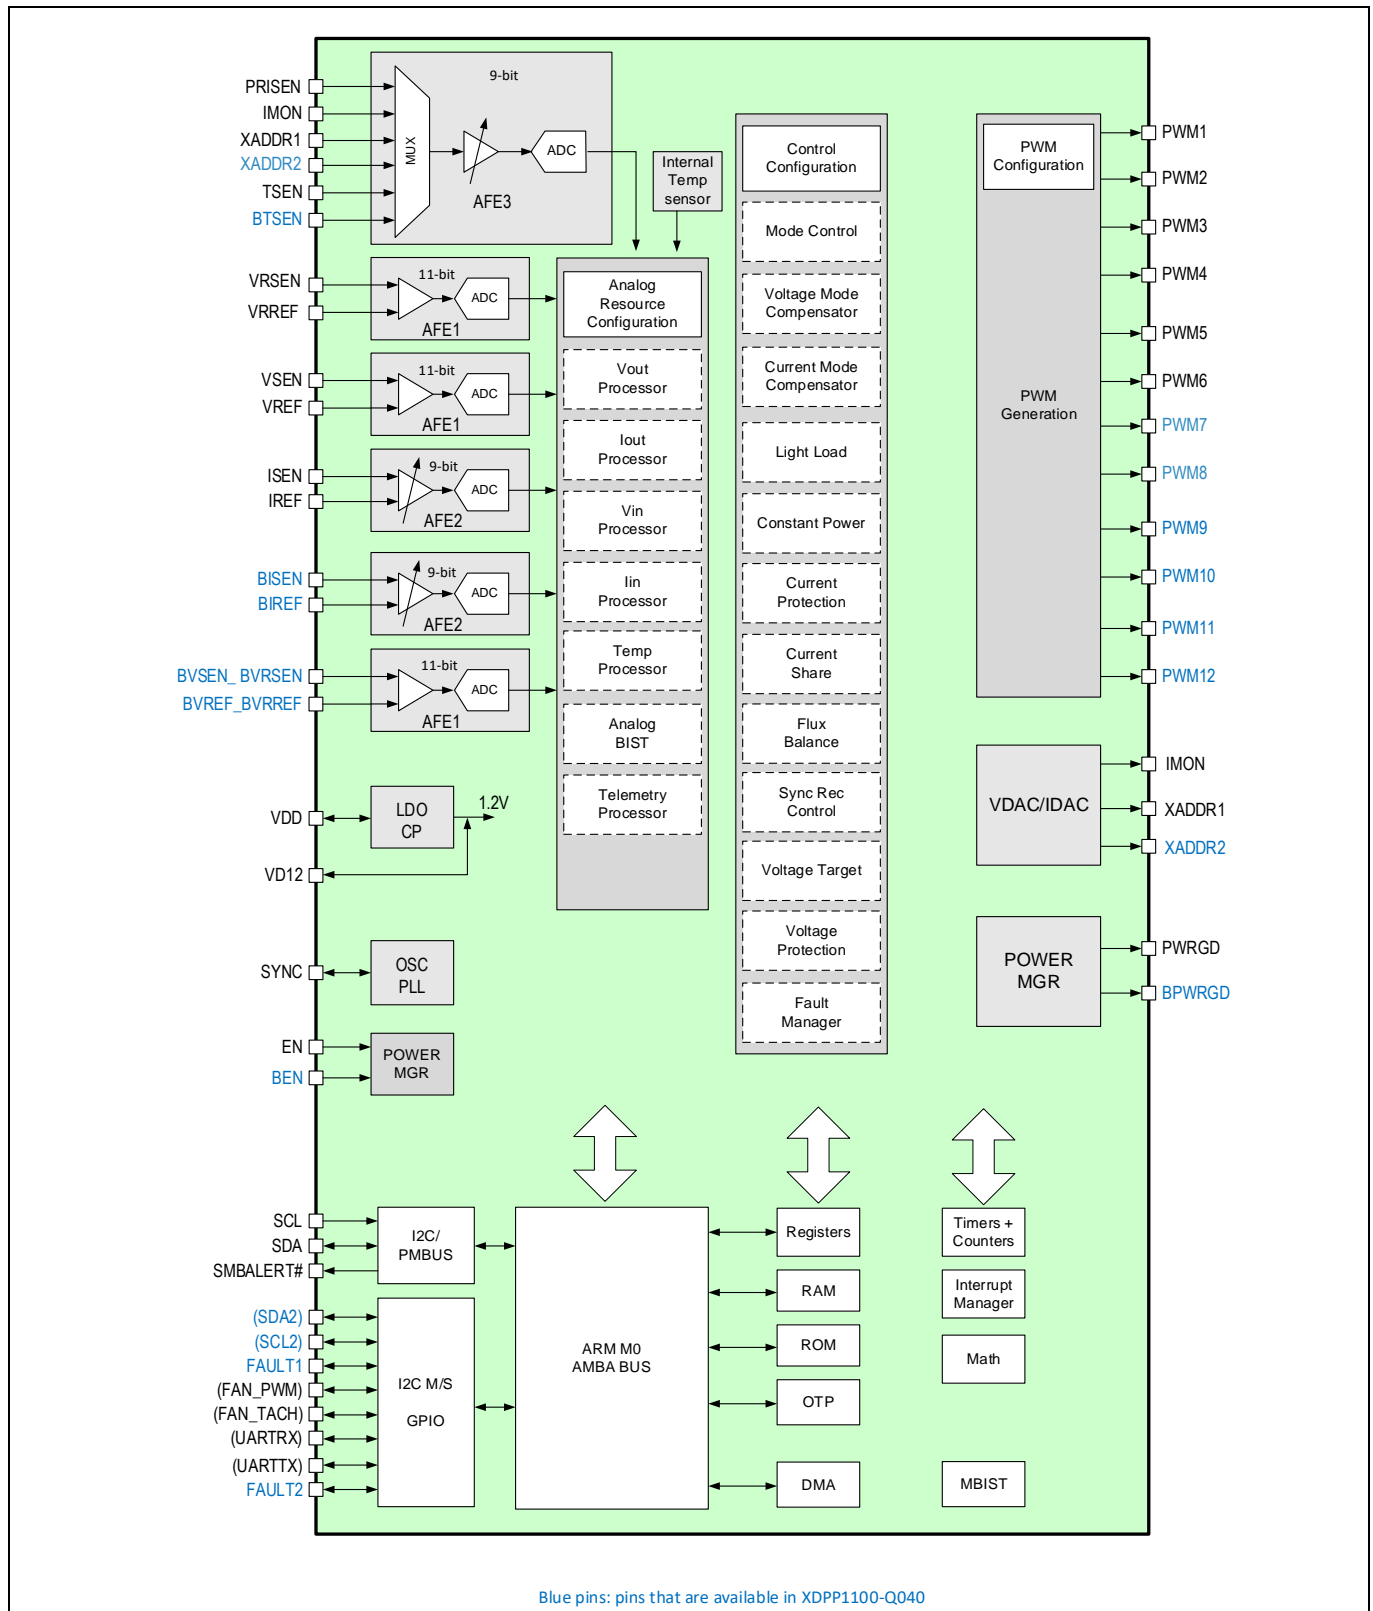 PRISEN
IMON
XADDR1
XADDR2
TSEN
BTSEN
MUX
9-bit
ADC
AFE3
Internal
Temp
sensor
VRSEN
VRREF
11-bit
ADC
AFE1
VSEN
VREF
11-bit
ADC
AFE1
ISEN
IREF
9-bit
ADC
AFE2
BISEN
BIREF
9-bit
ADC
AFE2
BVSEN_ BVRSEN
BVREF_BVRREF
11-bit
ADC
AFE1
Analog
Resource
Configuration
Vout
Processor
Iout
Processor
Vin
Processor
Iin
Processor
Temp
Processor
Analog
BIST
Telemetry
Processor
Control
Configuration
Mode Control
Voltage Mode
Compensator
Current Mode
Compensator
Light Load
Constant Power
Current
Protection
Current
Share
Flux
Balance
Sync Rec
Control
Voltage Target
Voltage
Protection
Fault
Manager
PWM
Configuration
PWM
Generation
PWM1
PWM2
PWM3
PWM4
PWM5
PWM6
PWM7
PWM8
PWM9
PWM10
PWM11
PWM12
VDAC/IDAC
IMON
XADDR1
XADDR2
POWER
MGR
PWRGD
BPWRGD
VDD
VD12
LDO
CP
1.2V
SYNC
OSC
PLL
EN
BEN
POWER
MGR
SCL
SDA
SMBALERT#
I2C/
PMBUS
(SDA2)
(SCL2)
FAULT1
(FAN_PWM)
(FAN_TACH)
(UARTRX)
(UARTTX)
FAULT2
I2C M/S
GPIO
ARM M0
AMBA BUS
Registers
RAM
ROM
OTP
DMA
Timers +
Counters
Interrupt
Manager
Math
MBIST
Blue pins: pins that are available in XDPP1100-Q040